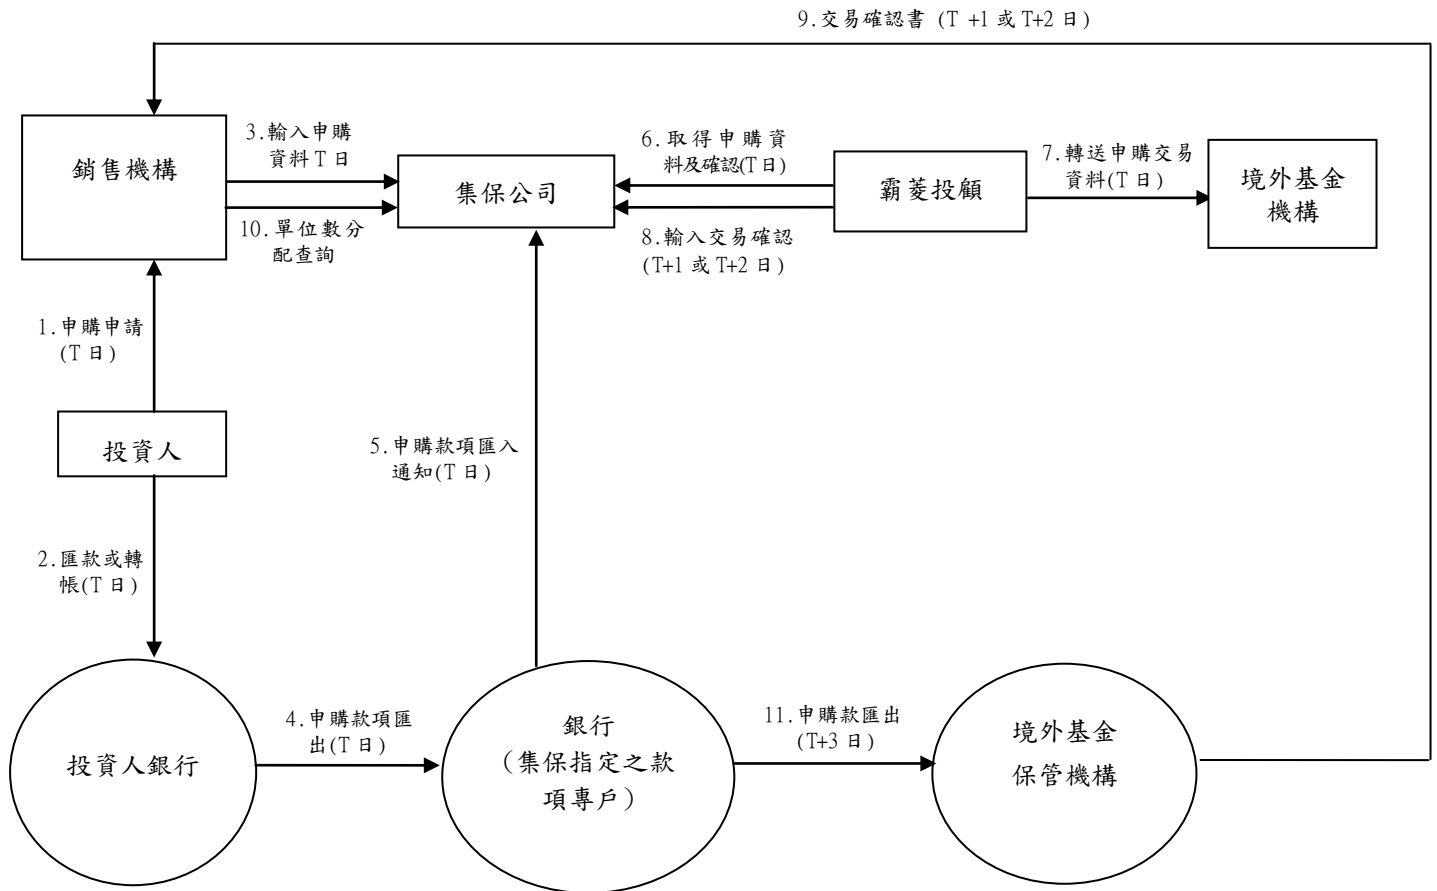 9.交易確認書 (T +1 或 T+2 日)
銷售機構
3.輸入申購
資料 T 日
10.單位數分
配查詢
集保公司
6.取得申購資
料及確認(T 日)
8.輸入交易確認
(T+1 或 T+2 日)
霸菱投顧
7.轉送申購交易
資料(T 日)
境外基金
機構
1.申購申請
(T 日)
投資人
5.申購款項匯入
通知(T 日)
2.匯款或轉
帳(T 日)
投資人銀行
4.申購款項匯
出(T 日)
銀行
(集保指定之款
項專戶)
11.申購款匯出
(T+3 日)
境外基金
保管機構